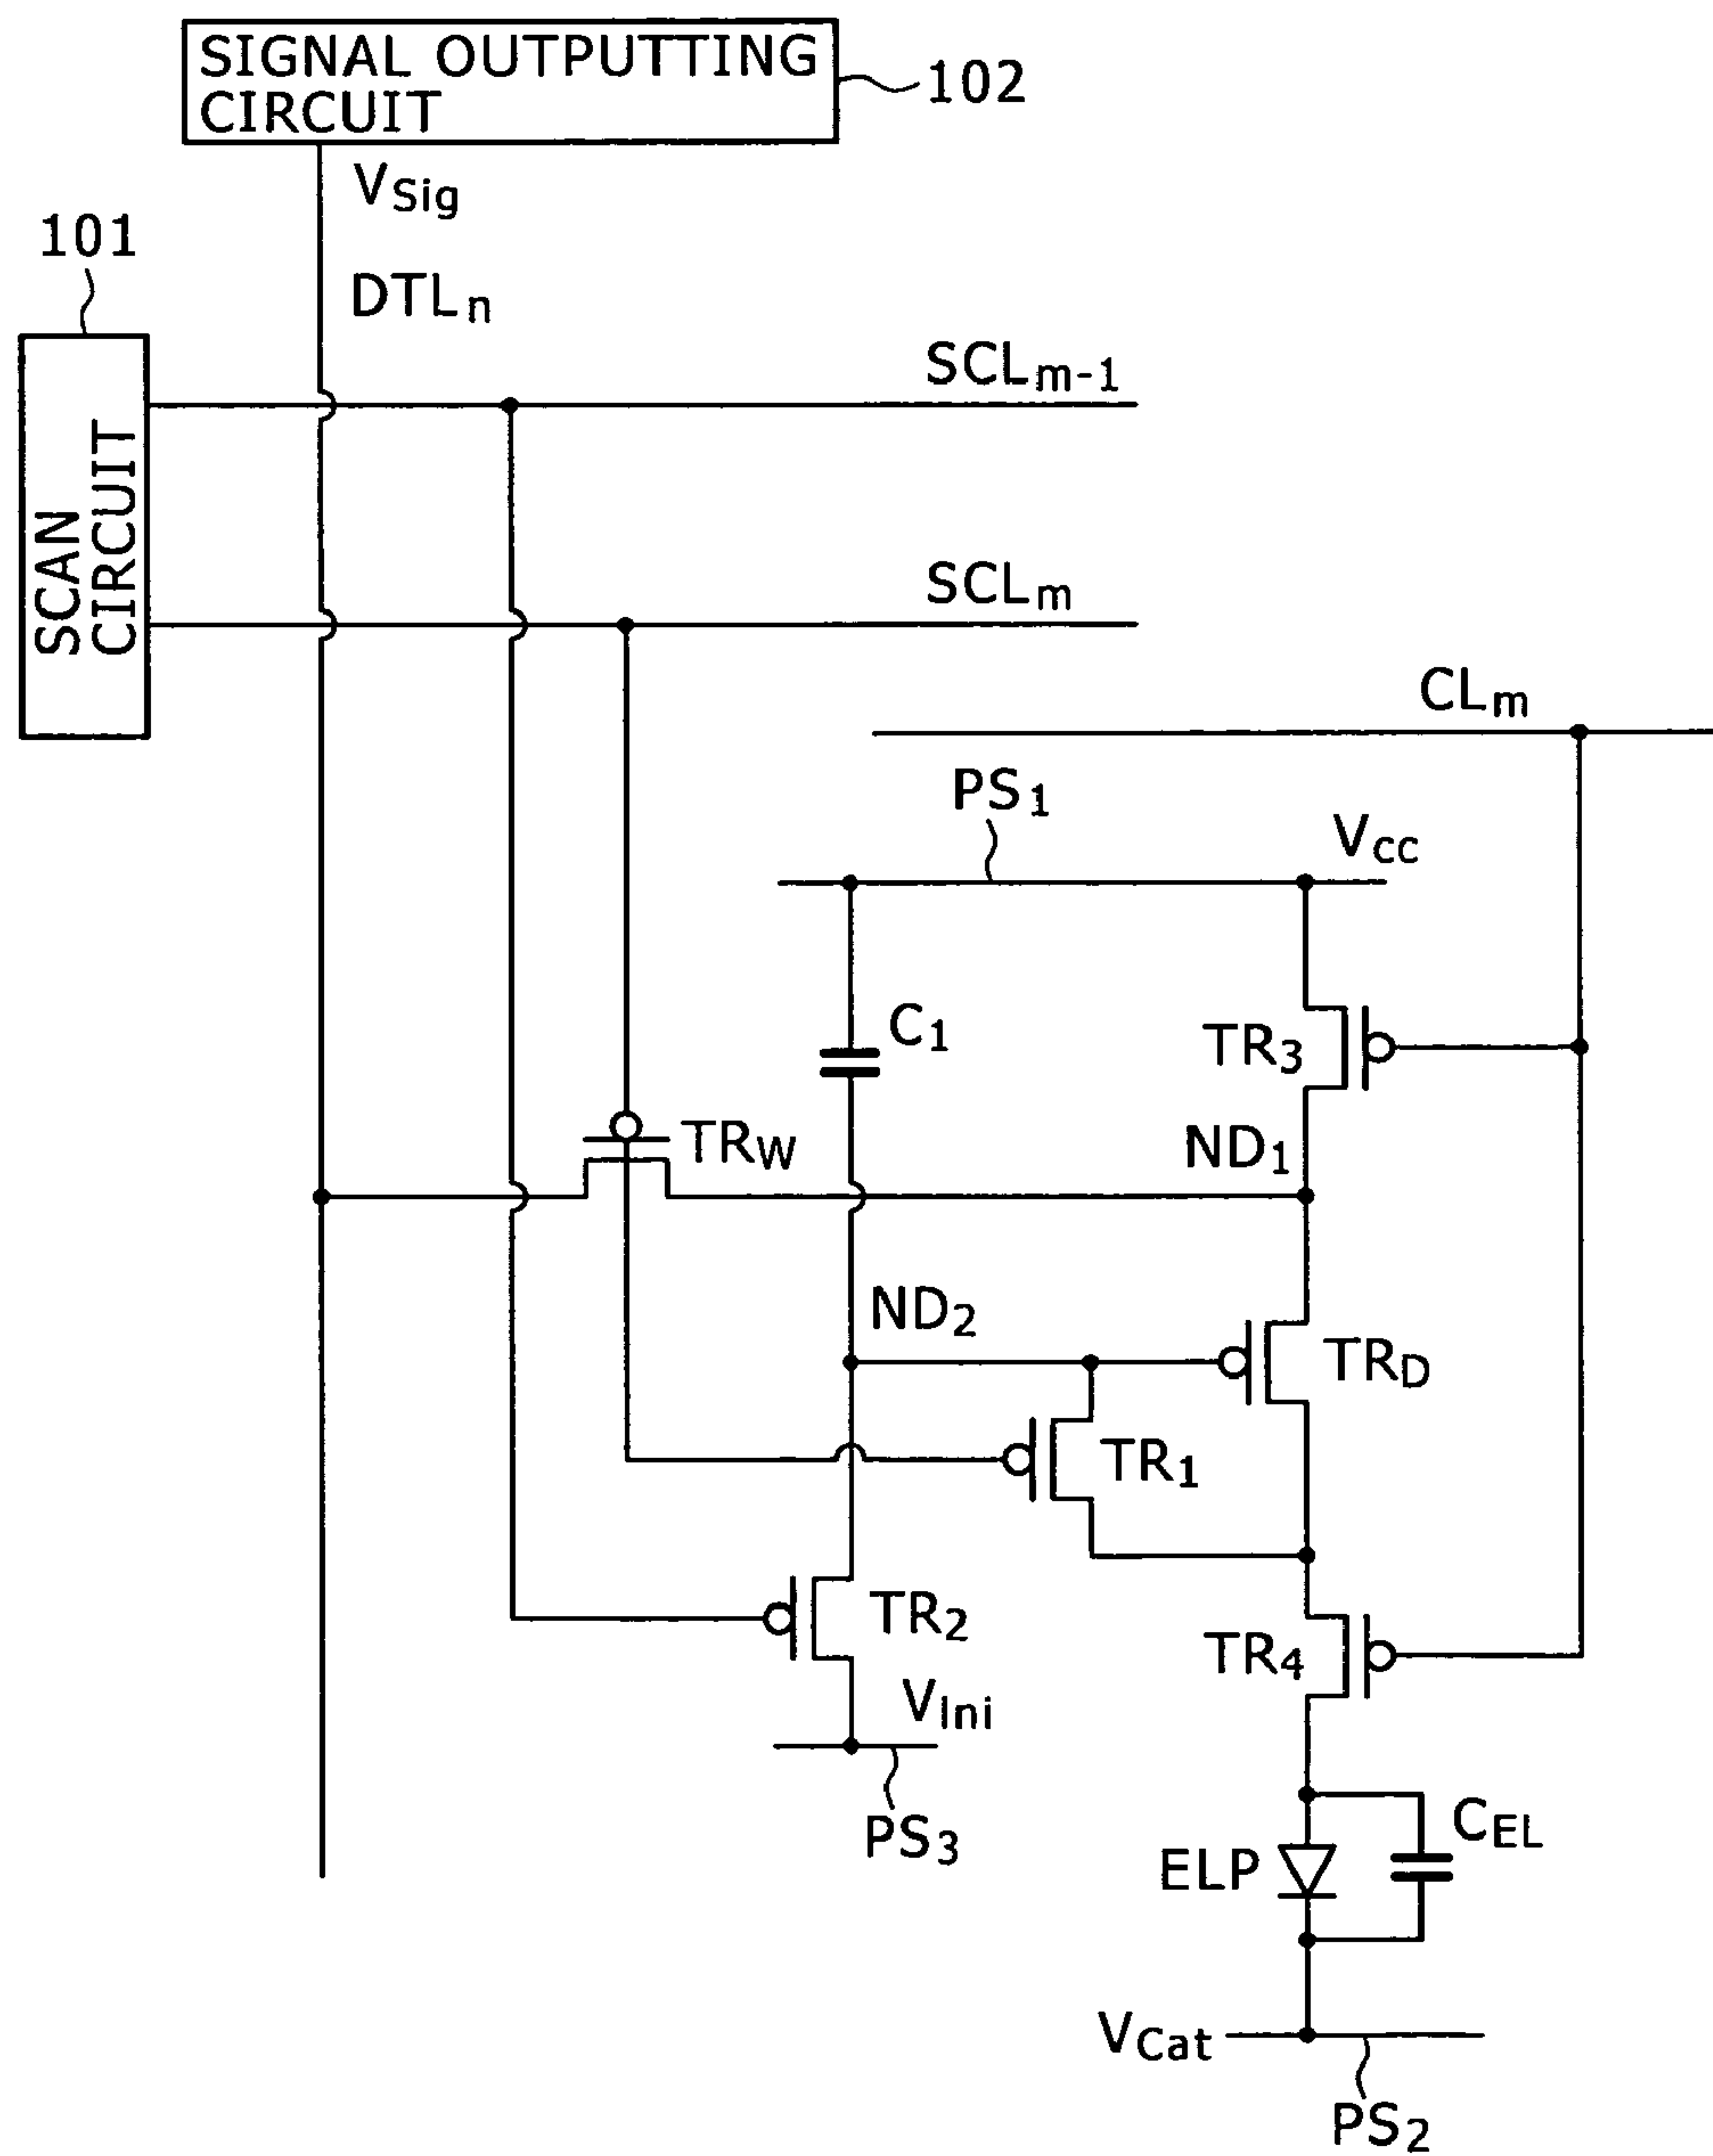 SIGNAL OUTPUTTING
CIRCUIT
102
VSig
101
DTLn
SCLm-1
SCAN
CIRCUIT
SCLm
CLm
PS1
Vcc
C1
TR3
TRW
ND1
ND2
TRD
TR1
TR2
TR4
VIni
PS3
CEL
ELP
VCat
PS2